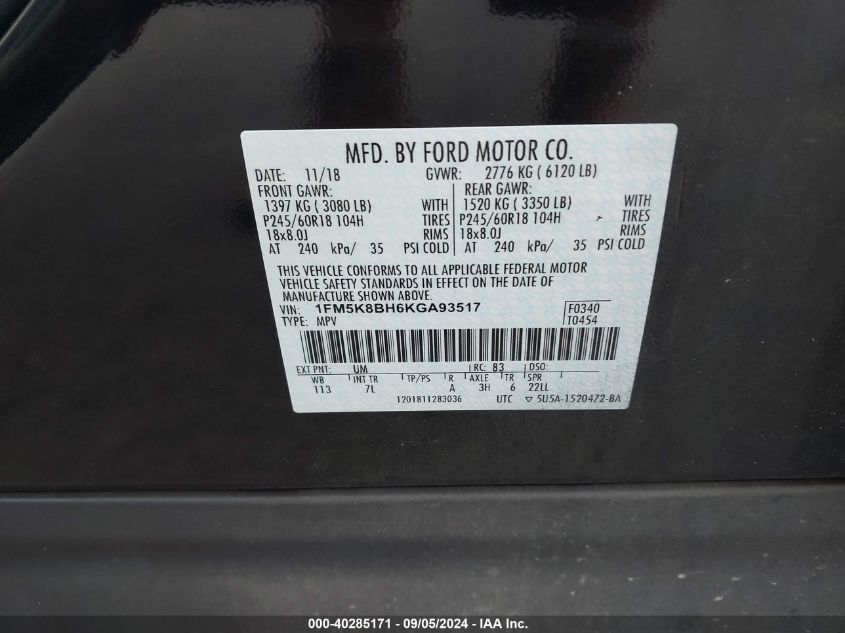 MFD. BY FORD MOTOR CO.
DATE: 11/18 GVWR: 2776 KG ( 6120 LB)
FRONT GAWR: REAR GAWR:
1397 KG ( 3080 LB) WITH 1520 KG ( 3350 LB) WITH
P245/60R18 104H TIRES P245/60R18 104H TIRES
18x8.0J RIMS 18x8.0J RIMS
AT 240 kPa/ 35 PSI COLD AT 240 kPa/ 35 PSI COLD
THIS VEHICLE CONFORMS TO ALL APPLICABLE FEDERAL MOTOR
VEHICLE SAFETY STANDARDS IN EFFECT ON THE DATE OF
MANUFACTURE SHOWN ABOVE.
VIN: 1FM5K8BH6KGA93517 F0340
TYPE: MPV T0454
EXT PNT: UM RC: 83 DSO:
WB INT TR TP/PS R AXLE TR SPR
113 7L A 3H 6 22LL
1201811283036 UTC ▽ 5U5A-1520472-BA
000-40285171 - 09/05/2024 - IAA Inc.